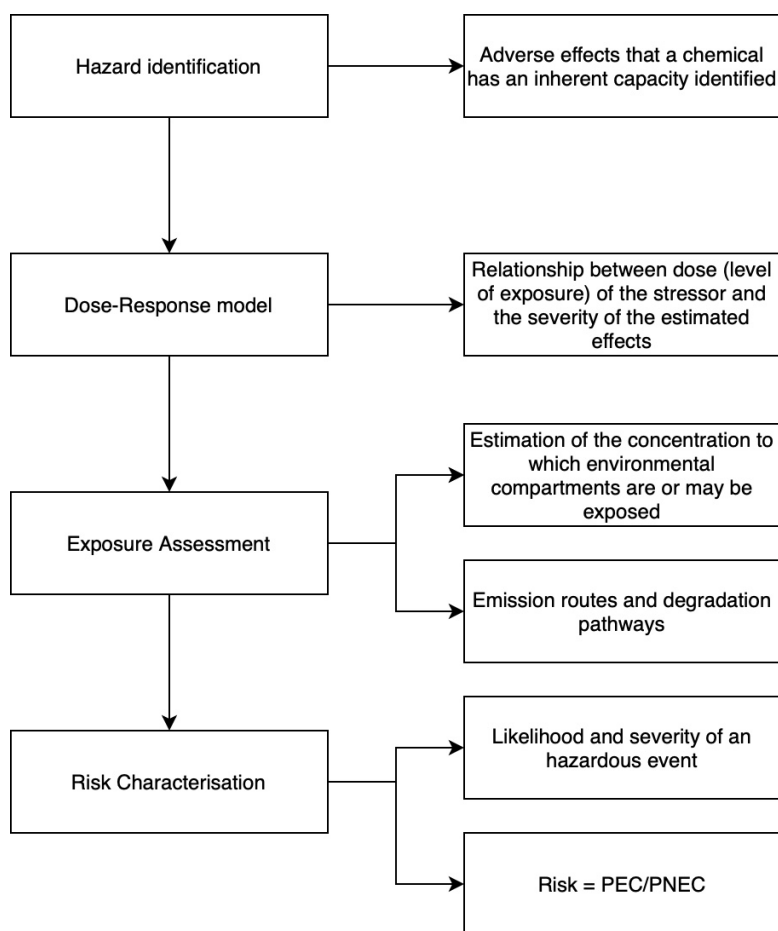 Hazard identification
Adverse effects that a chemical
has an inherent capacity identified
Dose-Response model
Relationship between dose (level
of exposure) of the stressor and
the severity of the estimated
effects
Exposure Assessment
Estimation of the concentration to
which environmental
compartments are or may be
exposed
Emission routes and degradation
pathways
Risk Characterisation
Likelihood and severity of an
hazardous event
Risk = PEC/PNEC